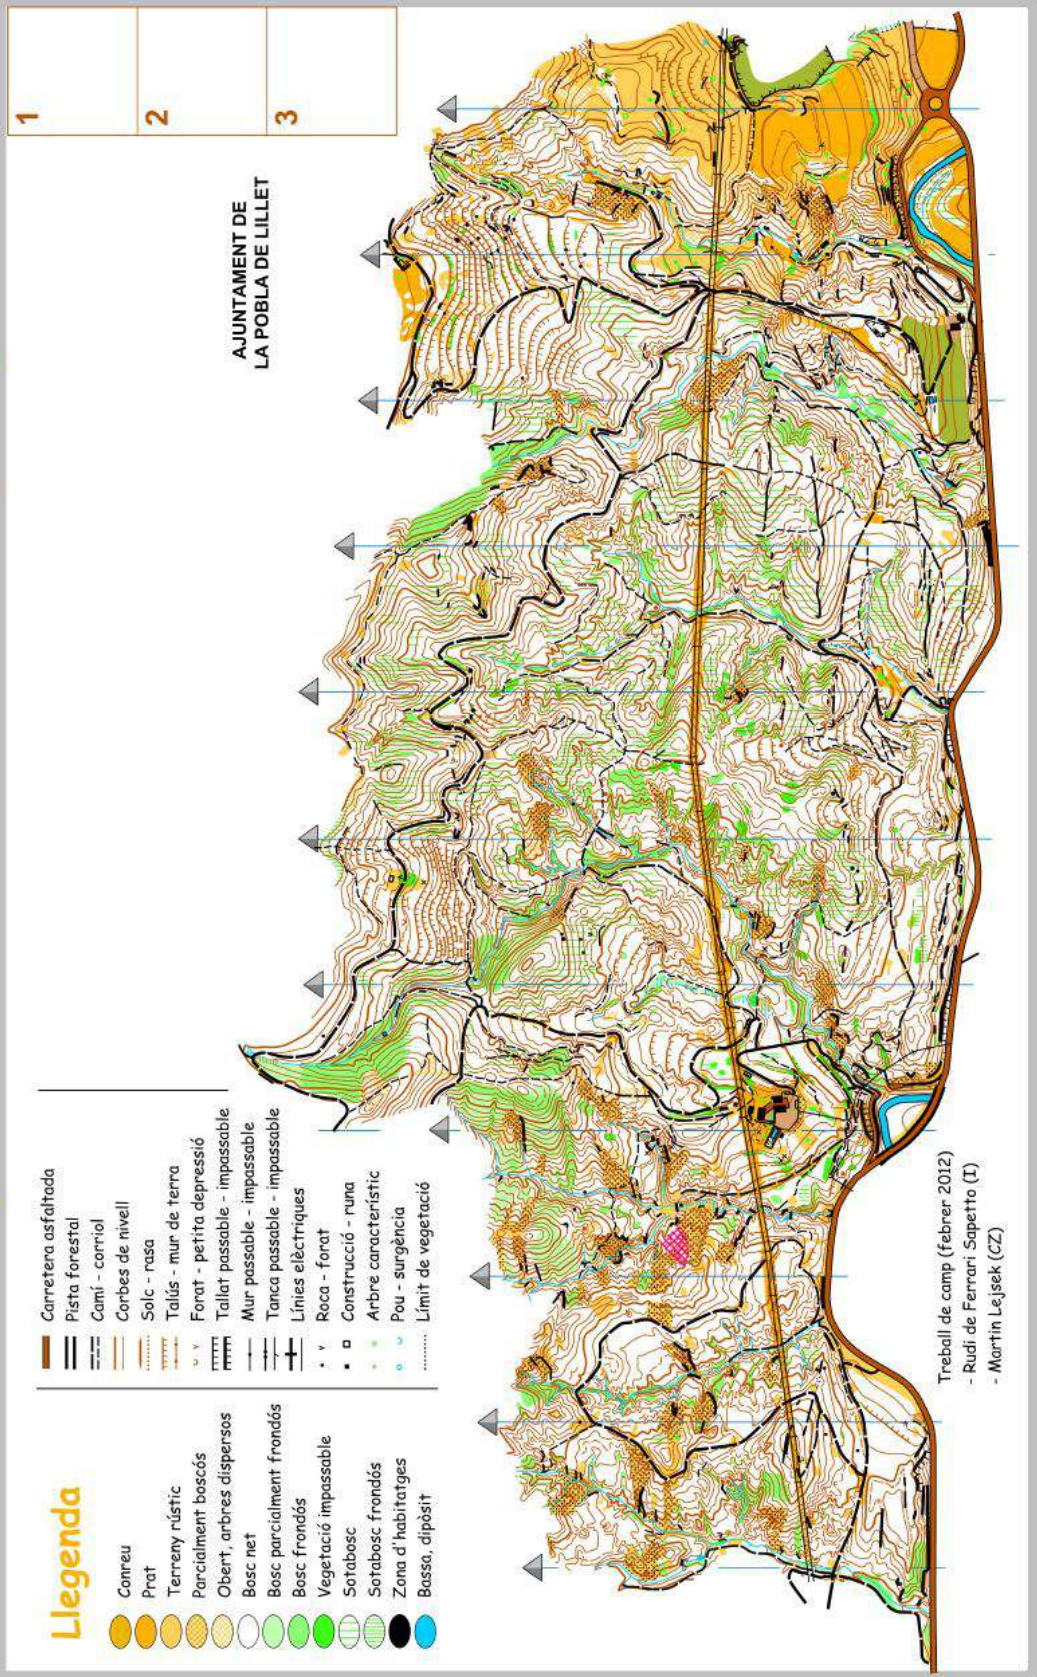 1
2
3
AJUNTAMENT DE
LA POBLA DE LILLET
Llegenda
Conreu
Prat
Terreny rústic
Parcialment boscós
Obert, arbres dispersos
Bosc net
Bosc parcialment frondós
Bosc frondós
Vegetació impassable
Sotabosc
Sotabosc frondós
Zona d'habitatges
Bassa, dipòsit
Carretera asfaltada
Pista forestal
Camí - corriol
Corbes de nivell
Solc - rasa
Talús - mur de terra
Forat - petita depressió
Tallat passable - impassable
Mur passable - impassable
Tanca passable - impassable
Línies elèctriques
Roca - forat
Construcció - runa
Arbre característic
Pou - surgència
Límit de vegetació
Treball de camp (febrer 2012)
- Rudi de Ferrari Sapetto (I)
- Martin Lejsek (CZ)